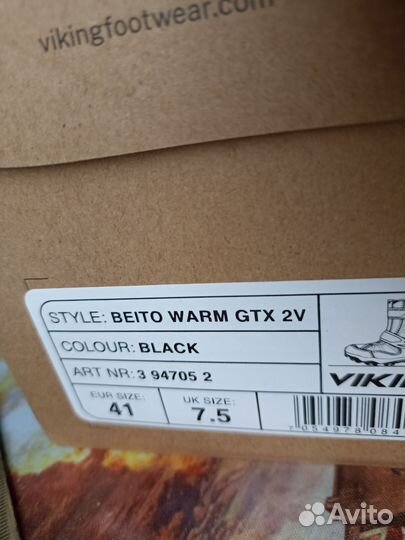 vikingfootwear.com
STYLE: BEITO WARM GTX 2V
COLOUR: BLACK
ART NR: 3 94705 2
EUR SIZE: UK SIZE:
41 7.5
VIKIN
Avito